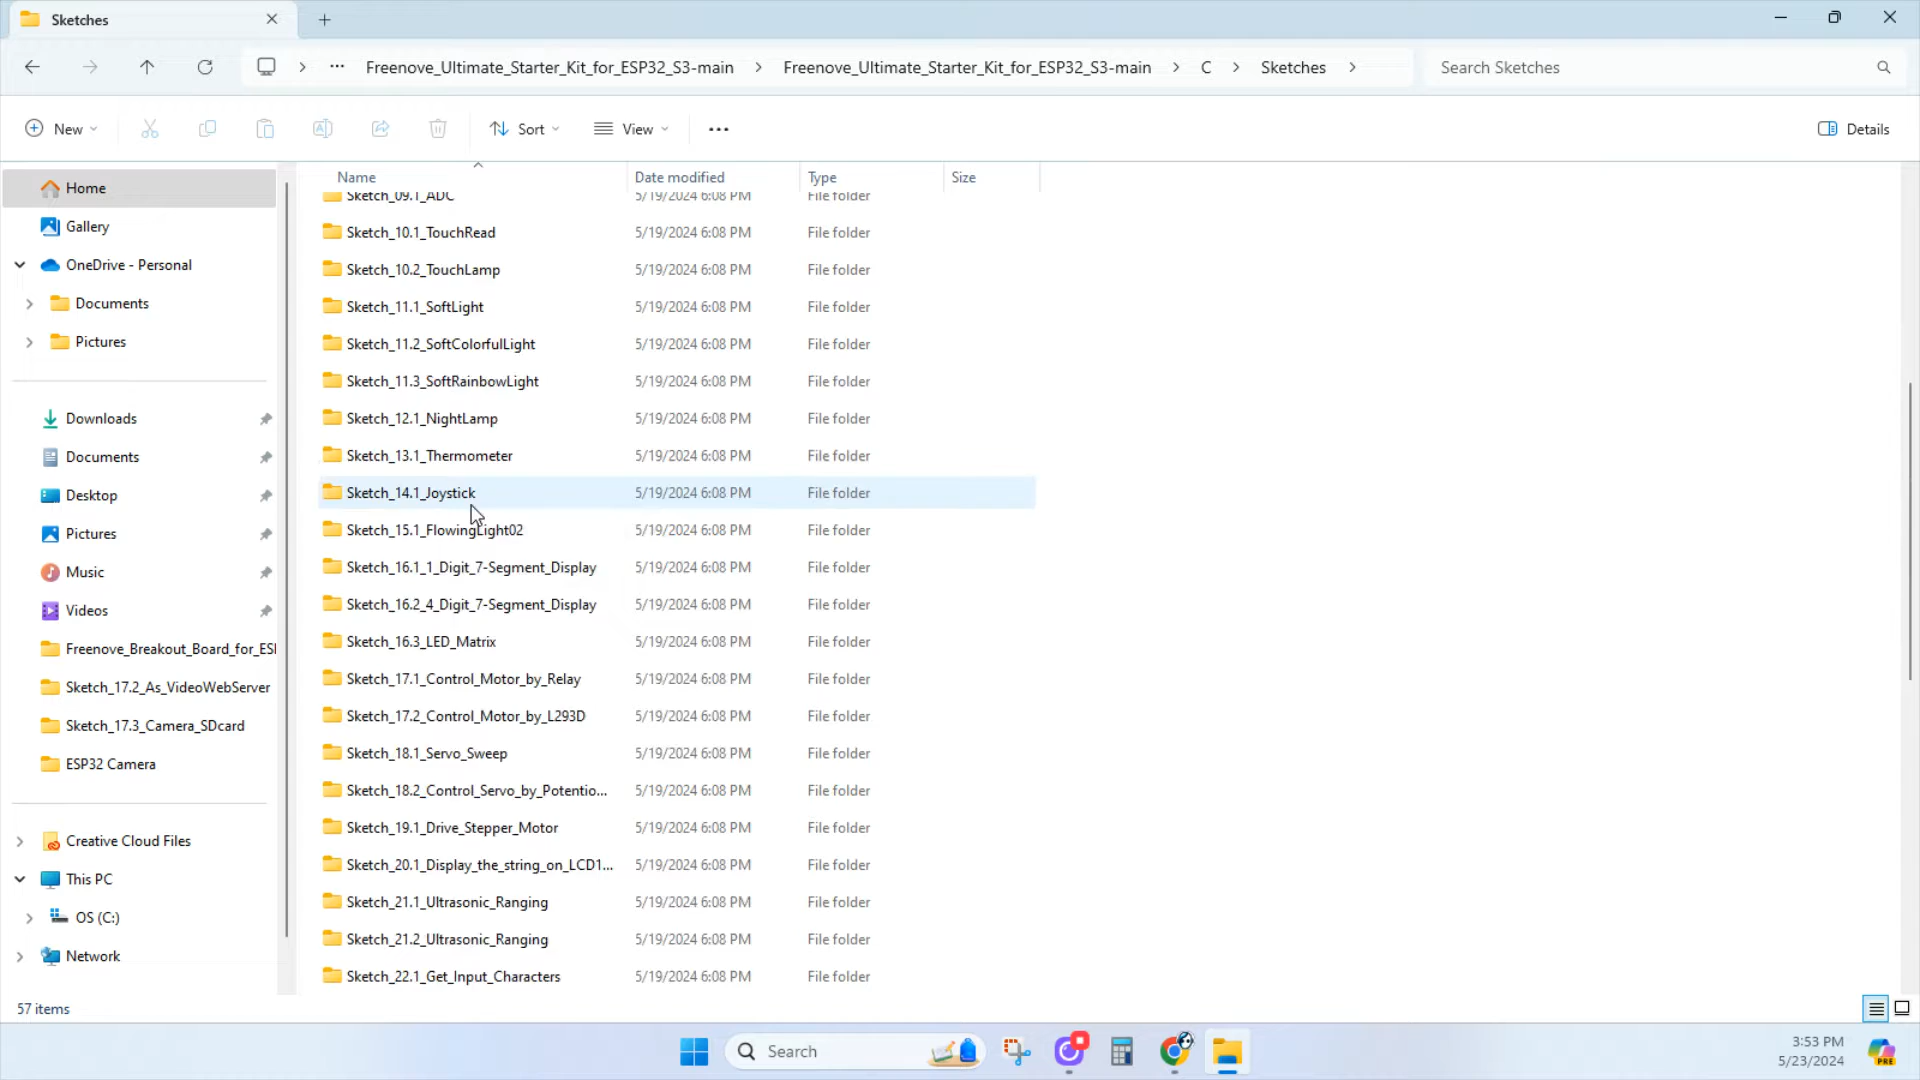 Sketches
Freenove_Ultimate_Starter_Kit_for_ESP32_S3-main
Freenove_Ultimate_Starter_Kit_for_ESP32_S3-main
C
Sketches
Search Sketches
New
Sort
View
Details
Home
Gallery
OneDrive - Personal
Documents
Pictures
Downloads
Documents
Desktop
Pictures
Music
Videos
Freenove_Breakout_Board_for_ESI
Sketch_17.2_As_VideoWebServer
Sketch_17.3_Camera_SDcard
ESP32 Camera
Creative Cloud Files
This PC
OS (C:)
Network
Name Date modified Type Size
Sketch_09.1_ADC 5/19/2024 6:08 PM File folder
Sketch_10.1_TouchRead 5/19/2024 6:08 PM File folder
Sketch_10.2_TouchLamp 5/19/2024 6:08 PM File folder
Sketch_11.1_SoftLight 5/19/2024 6:08 PM File folder
Sketch_11.2_SoftColorfulLight 5/19/2024 6:08 PM File folder
Sketch_11.3_SoftRainbowLight 5/19/2024 6:08 PM File folder
Sketch_12.1_NightLamp 5/19/2024 6:08 PM File folder
Sketch_13.1_Thermometer 5/19/2024 6:08 PM File folder
Sketch_14.1_Joystick 5/19/2024 6:08 PM File folder
Sketch_15.1_FlowingLight02 5/19/2024 6:08 PM File folder
Sketch_16.1_1_Digit_7-Segment_Display 5/19/2024 6:08 PM File folder
Sketch_16.2_4_Digit_7-Segment_Display 5/19/2024 6:08 PM File folder
Sketch_16.3_LED_Matrix 5/19/2024 6:08 PM File folder
Sketch_17.1_Control_Motor_by_Relay 5/19/2024 6:08 PM File folder
Sketch_17.2_Control_Motor_by_L293D 5/19/2024 6:08 PM File folder
Sketch_18.1_Servo_Sweep 5/19/2024 6:08 PM File folder
Sketch_18.2_Control_Servo_by_Potentio... 5/19/2024 6:08 PM File folder
Sketch_19.1_Drive_Stepper_Motor 5/19/2024 6:08 PM File folder
Sketch_20.1_Display_the_string_on_LCD1... 5/19/2024 6:08 PM File folder
Sketch_21.1_Ultrasonic_Ranging 5/19/2024 6:08 PM File folder
Sketch_21.2_Ultrasonic_Ranging 5/19/2024 6:08 PM File folder
Sketch_22.1_Get_Input_Characters 5/19/2024 6:08 PM File folder
57 items
Search
3:53 PM
5/23/2024
PRE